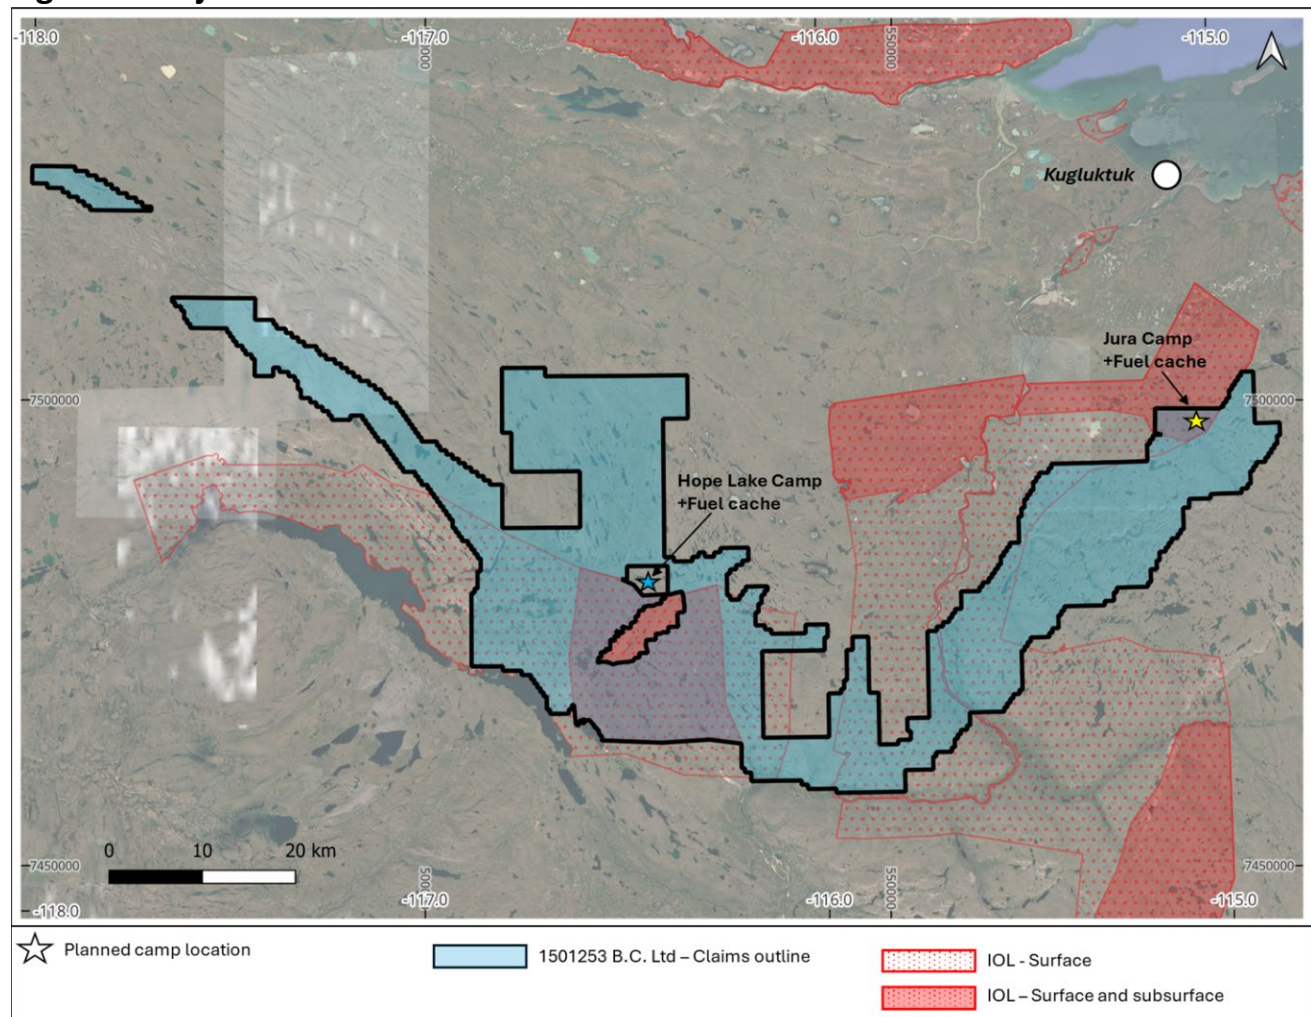 -118.0
-117.0
-116.0
-115.0
550000
Kugluktuk
Jura Camp
+Fuel cache
7500000
7500000
Hope Lake Camp
+Fuel cache
0 10 20 km
7450000
7450000
550000
-118.0
-117.0
-116.0
-115.0
Planned camp location
1501253 B.C. Ltd – Claims outline
IOL - Surface
IOL – Surface and subsurface